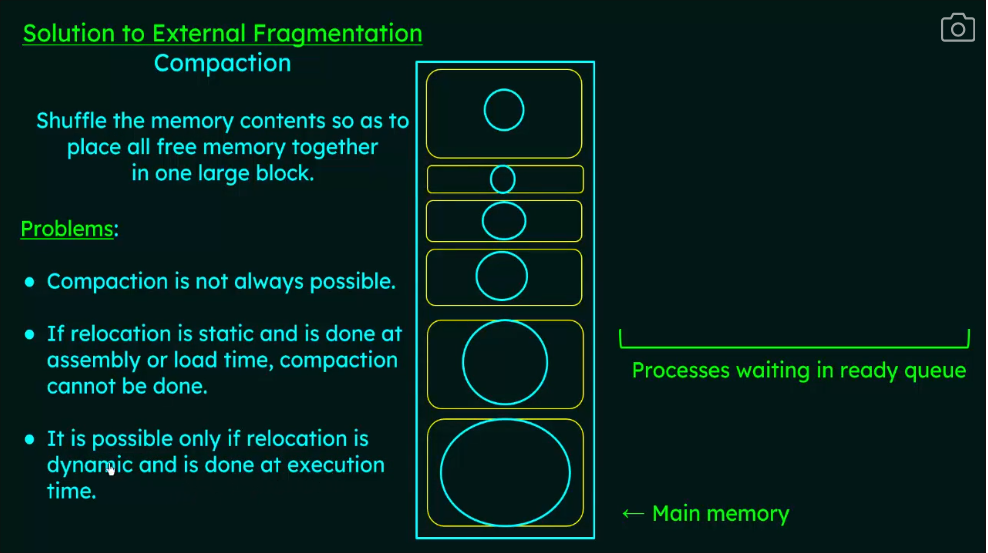 Solution to External Fragmentation
Compaction
Shuffle the memory contents so as to
place all free memory together
in one large block.
Problems:
● Compaction is not always possible.
● If relocation is static and is done at
assembly or load time, compaction
cannot be done.
● It is possible only if relocation is
dynamic and is done at execution
time.
Processes waiting in ready queue
← Main memory